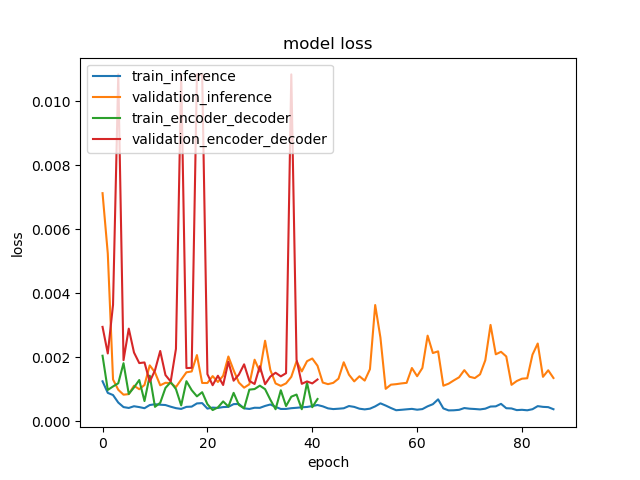 model loss
train_inference
validation_inference
train_encoder_decoder
validation_encoder_decoder
0.010
0.008
0.006
0.004
0.002
0.000
loss
0 20 40 60 80
epoch